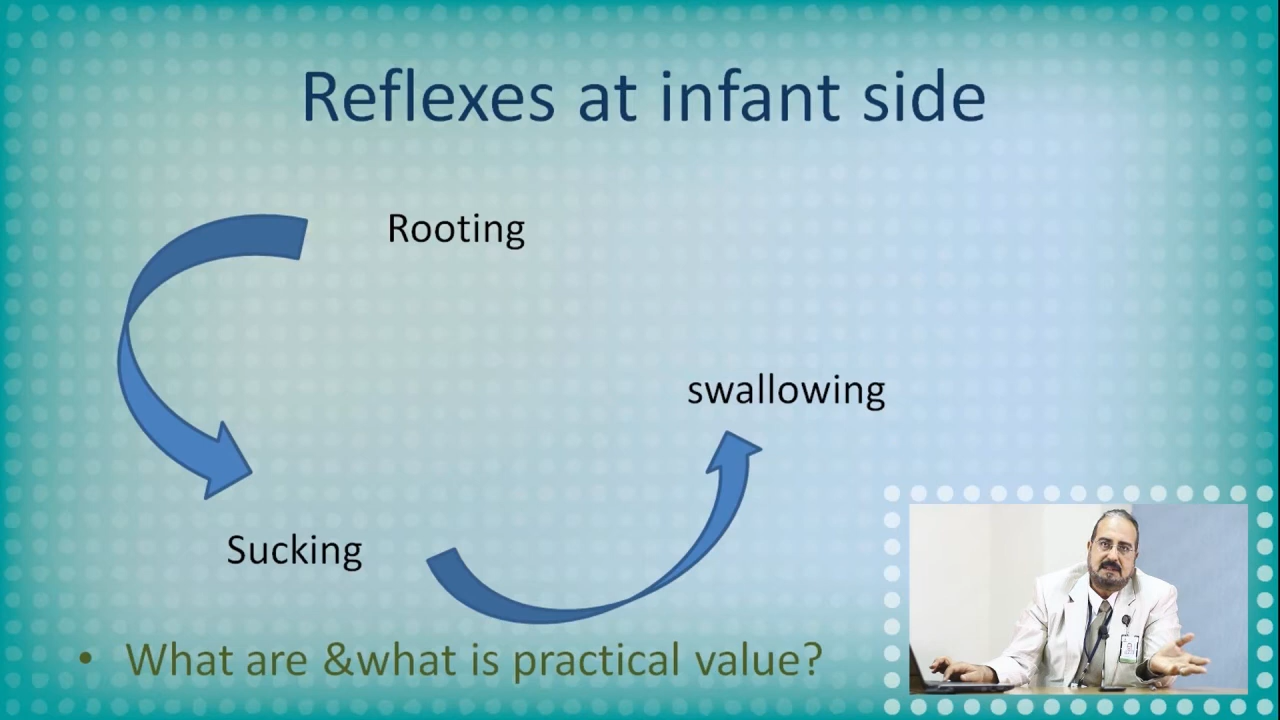 Reflexes at infant side
Rooting
swallowing
Sucking
• What are &what is practical value?